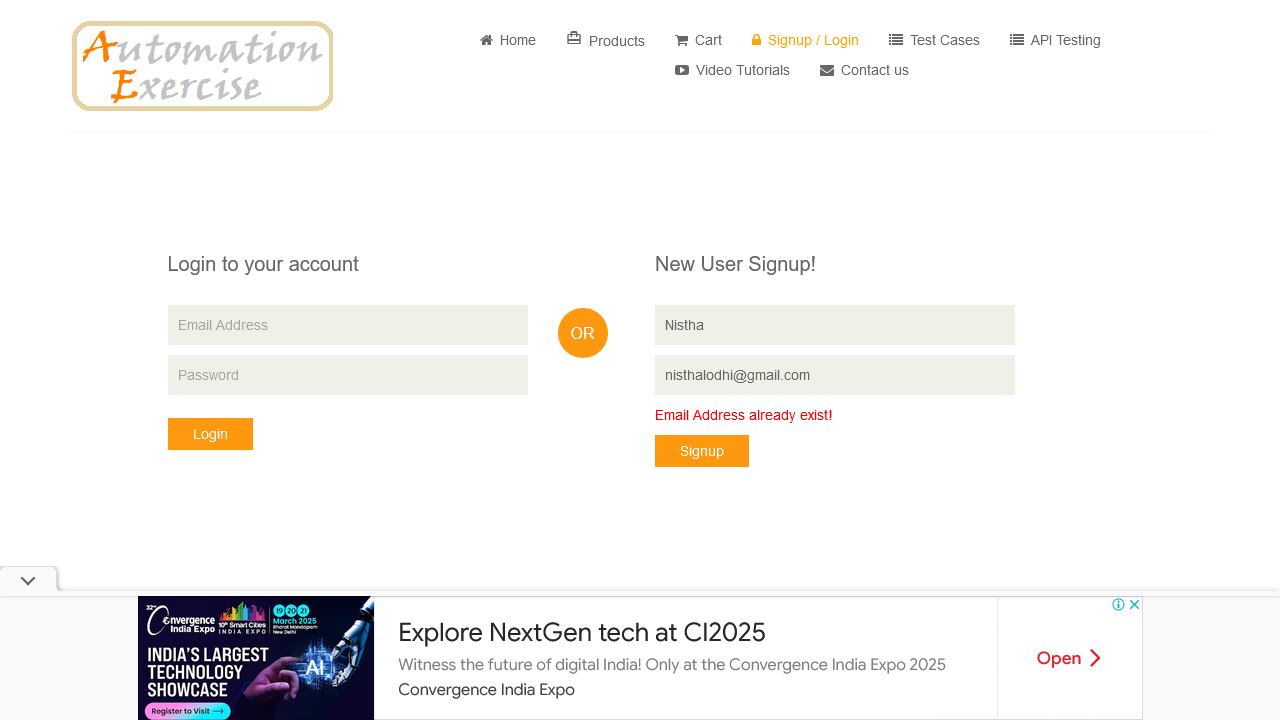 Automation
Exercise
Home
Products
Cart
Signup / Login
Test Cases
API Testing
Video Tutorials
Contact us
Login to your account
New User Signup!
Email Address
Nistha
OR
Password
nisthalodhi@gmail.com
Email Address already exist!
Login
Signup
32nd
Convergence
India Expo
10th Smart Cities
INDIA EXPO
19 20 21
March 2025
Bharat Mandapam
New Delhi
INDIA'S LARGEST
TECHNOLOGY
SHOWCASE
AI
Register to Visit
Explore NextGen tech at CI2025
Witness the future of digital India! Only at the Convergence India Expo 2025
Convergence India Expo
Open